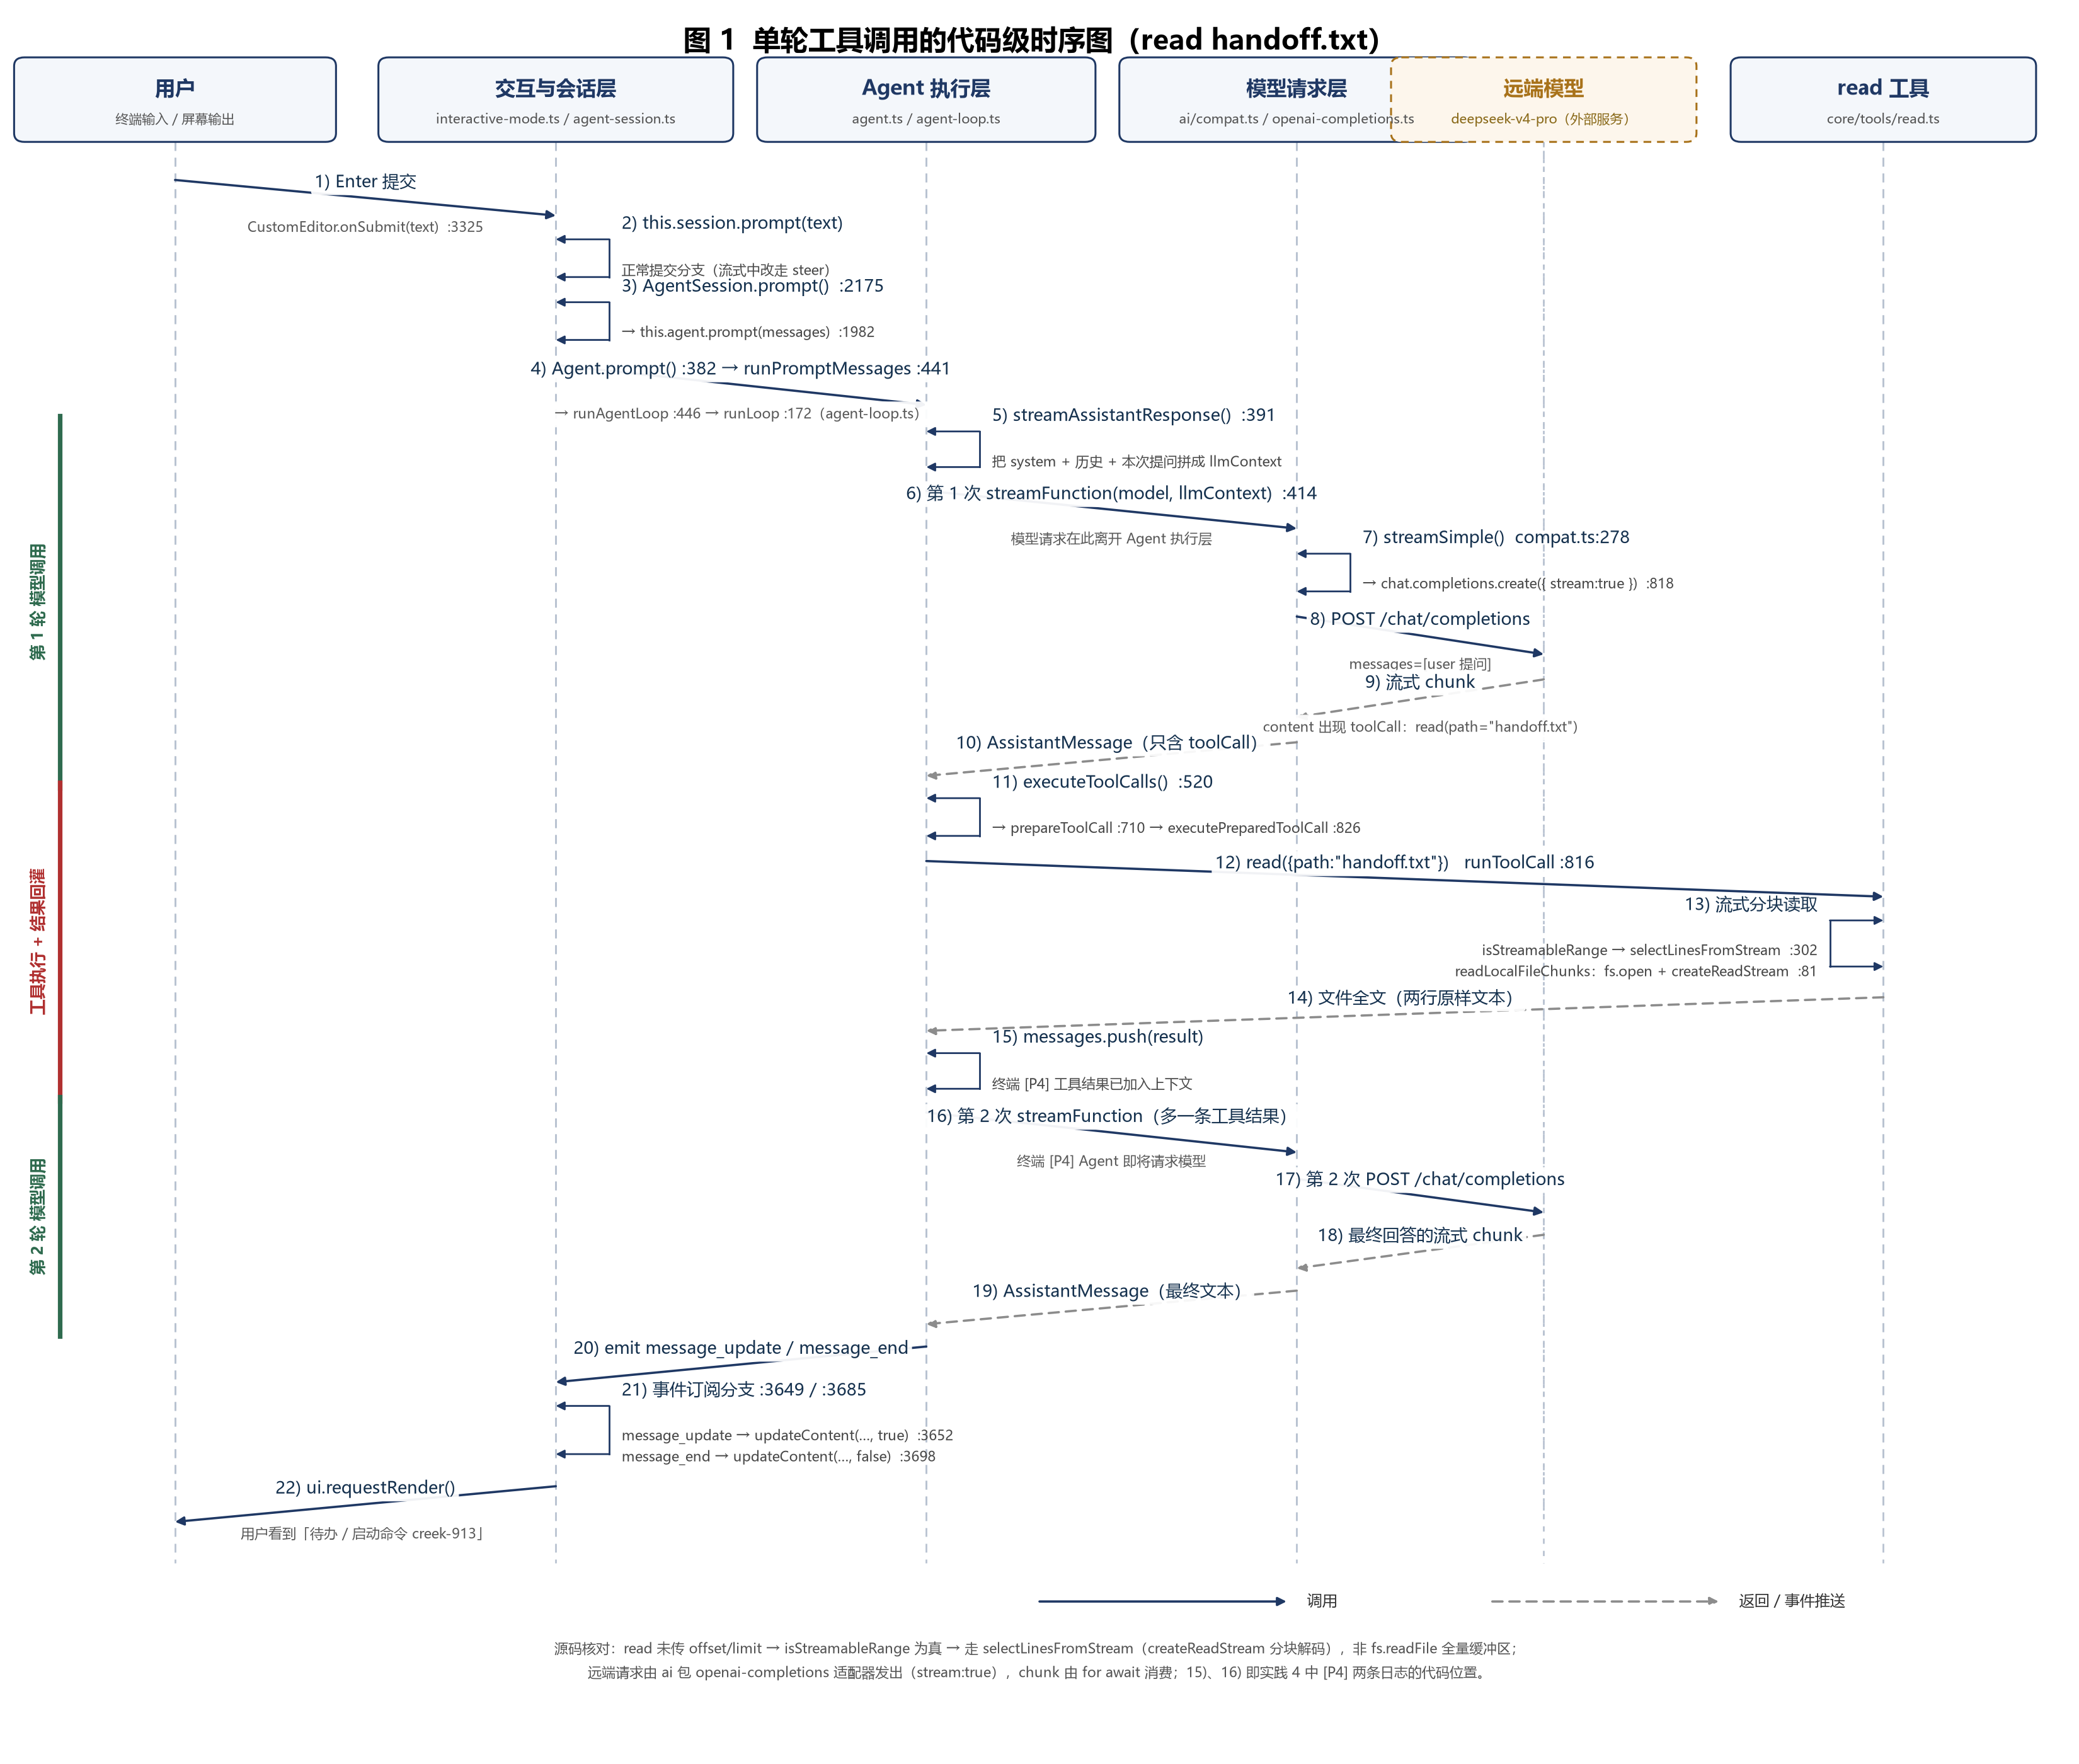 图 1  单轮工具调用的代码级时序图（read handoff.txt）
用户
终端输入 / 屏幕输出
交互与会话层
interactive-mode.ts / agent-session.ts
Agent 执行层
agent.ts / agent-loop.ts
模型请求层
ai/compat.ts / openai-completions.ts
远端模型
deepseek-v4-pro（外部服务）
read 工具
core/tools/read.ts
1) Enter 提交
CustomEditor.onSubmit(text)  :3325
2) this.session.prompt(text)
正常提交分支（流式中改走 steer）
3) AgentSession.prompt()  :2175
→ this.agent.prompt(messages)  :1982
4) Agent.prompt() :382 → runPromptMessages :441
→ runAgentLoop :446 → runLoop :172（agent-loop.ts）
5) streamAssistantResponse()  :391
把 system + 历史 + 本次提问拼成 llmContext
6) 第 1 次 streamFunction(model, llmContext)  :414
模型请求在此离开 Agent 执行层
7) streamSimple()  compat.ts:278
→ chat.completions.create({ stream:true })  :818
8) POST /chat/completions
messages=[user 提问]
9) 流式 chunk
content 出现 toolCall：read(path="handoff.txt")
10) AssistantMessage（只含 toolCall）
第 1 轮 模型调用
11) executeToolCalls()  :520
→ prepareToolCall :710 → executePreparedToolCall :826
12) read({path:"handoff.txt"})   runToolCall :816
13) 流式分块读取
isStreamableRange → selectLinesFromStream  :302
readLocalFileChunks：fs.open + createReadStream  :81
14) 文件全文（两行原样文本）
15) messages.push(result)
终端 [P4] 工具结果已加入上下文
工具执行 + 结果回灌
16) 第 2 次 streamFunction（多一条工具结果）
终端 [P4] Agent 即将请求模型
17) 第 2 次 POST /chat/completions
18) 最终回答的流式 chunk
19) AssistantMessage（最终文本）
第 2 轮 模型调用
20) emit message_update / message_end
21) 事件订阅分支 :3649 / :3685
message_update → updateContent(…, true)  :3652
message_end → updateContent(…, false)  :3698
22) ui.requestRender()
用户看到「待办 / 启动命令 creek-913」
调用
返回 / 事件推送
源码核对：read 未传 offset/limit → isStreamableRange 为真 → 走 selectLinesFromStream（createReadStream 分块解码），非 fs.readFile 全量缓冲区；
远端请求由 ai 包 openai-completions 适配器发出（stream:true），chunk 由 for await 消费；15)、16) 即实践 4 中 [P4] 两条日志的代码位置。